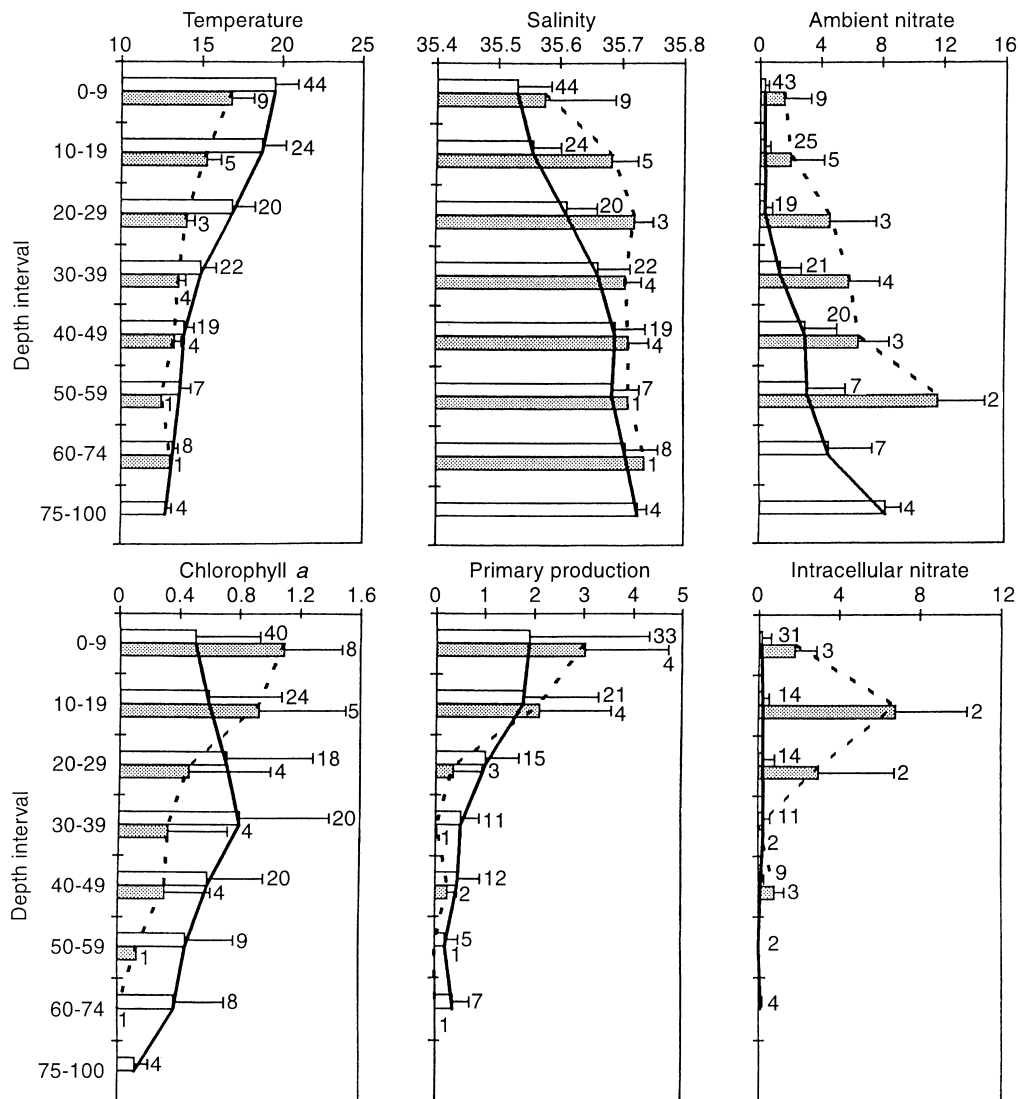 Temperature Salinity Ambient nitrate
10 15 20 25 35.4 35.5 35.6 35.7 35.8 0 4 8 12 16
0-9 44 9 44 9 43 9
10-19 24 5 24 5 25 5
20-29 20 3 20 3 19 3
30-39 22 4 22 4 21 4
40-49 19 4 19 4 20 3
50-59 7 1 7 1 7 2
60-74 8 1 8 1 7
75-100 4 4 4
Depth interval
Chlorophyll a Primary production Intracellular nitrate
0 0.4 0.8 1.2 1.6 0 1 2 3 4 5 0 4 8 12
0-9 40 8 33 4 31 3
10-19 24 5 21 4 14 2
20-29 18 4 15 3 14 2
30-39 20 4 11 1 11 2
40-49 20 4 12 2 9 3
50-59 9 1 5 1 2
60-74 8 1 7 1 4
75-100 4
Depth interval